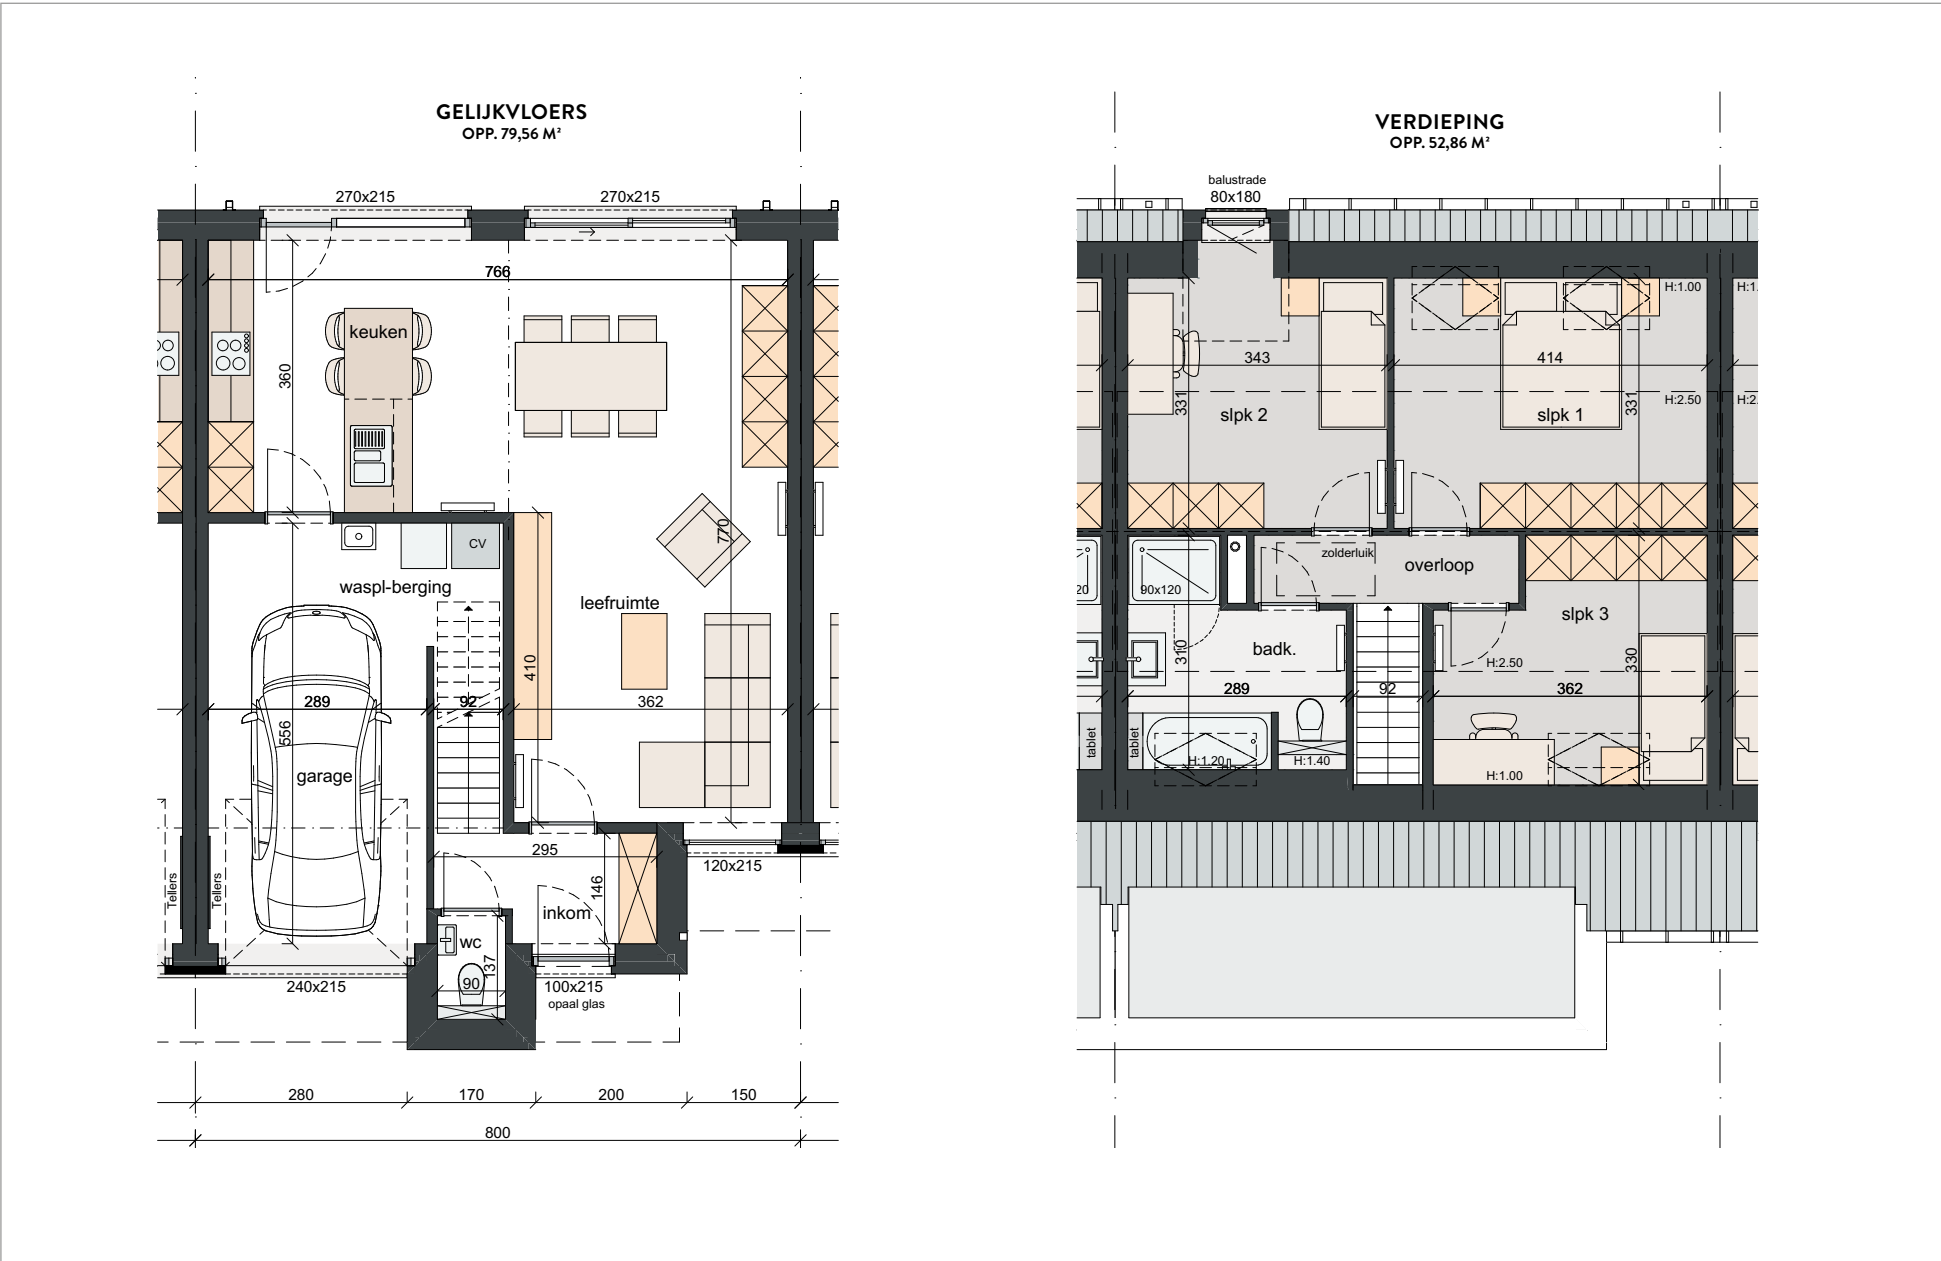 GELIJKVLOERS
OPP. 79,56 M²
270x215
270x215
766
keuken
360
770
CV
waspl-berging
leefruimte
410
289
92
362
556
garage
295
120x215
Tellers
Tellers
146
inkom
wc
137
90
240x215
100x215
opaal glas
280
170
200
150
800
VERDIEPING
OPP. 52,86 M²
balustrade
80x180
H:1.00
H:1.
343
414
331
331
H:2.50
H:2.
slpk 2
slpk 1
zolderluik
overloop
20
90x120
slpk 3
310
badk.
330
H:2.50
289
92
362
tablet
tablet
H:1.20
H:1.40
H:1.00